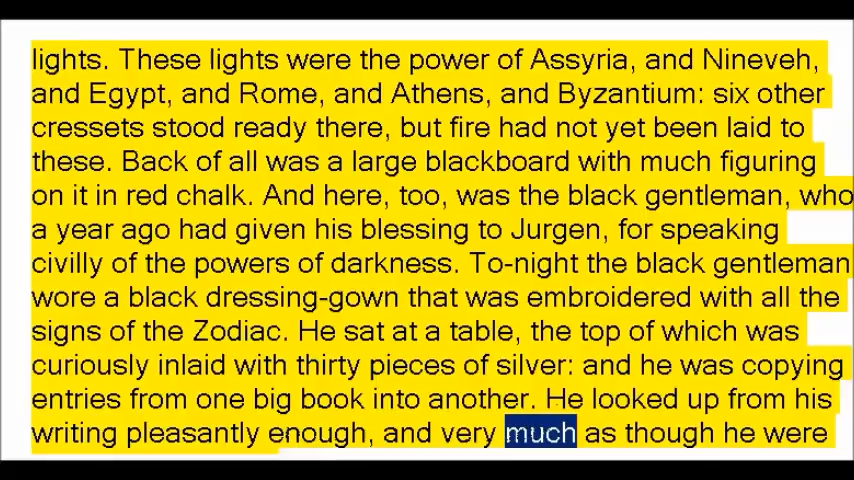 lights. These lights were the power of Assyria, and Nineveh,
and Egypt, and Rome, and Athens, and Byzantium: six other
cressets stood ready there, but fire had not yet been laid to
these. Back of all was a large blackboard with much figuring
on it in red chalk. And here, too, was the black gentleman, who
a year ago had given his blessing to Jurgen, for speaking
civilly of the powers of darkness. To-night the black gentleman
wore a black dressing-gown that was embroidered with all the
signs of the Zodiac. He sat at a table, the top of which was
curiously inlaid with thirty pieces of silver: and he was copying
entries from one big book into another. He looked up from his
writing pleasantly enough, and very much as though he were